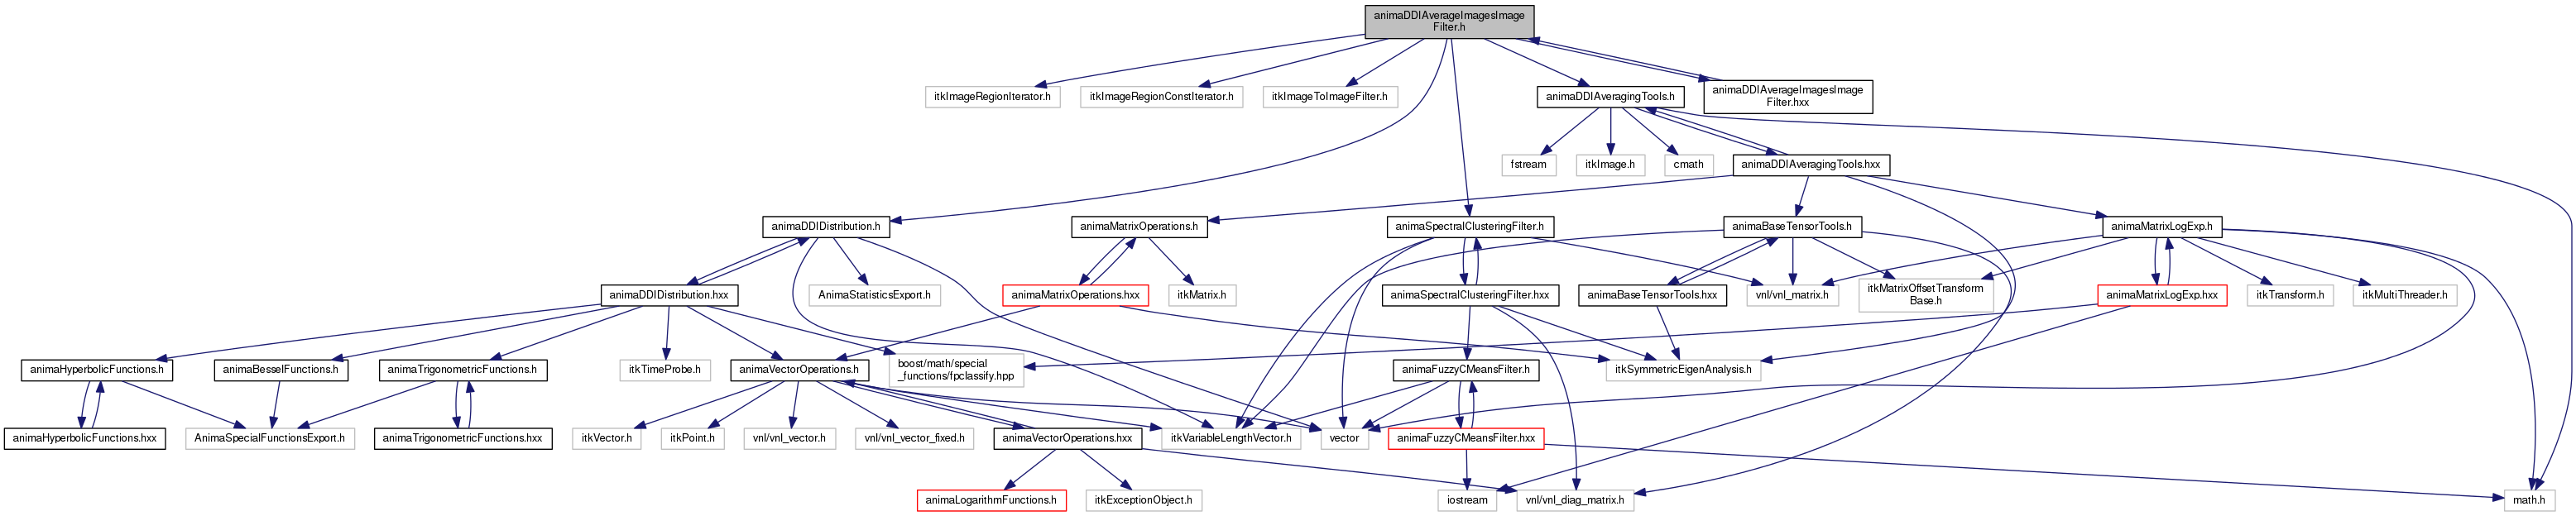 animaDDIAverageImagesImage
Filter.h
itkImageRegionIterator.h
itkImageRegionConstIterator.h
itkImageToImageFilter.h
animaDDIAveragingTools.h
animaDDIAverageImagesImage
Filter.hxx
fstream
itkImage.h
cmath
animaDDIAveragingTools.hxx
animaDDIDistribution.h
animaMatrixOperations.h
animaSpectralClusteringFilter.h
animaBaseTensorTools.h
animaMatrixLogExp.h
animaDDIDistribution.hxx
AnimaStatisticsExport.h
animaMatrixOperations.hxx
itkMatrix.h
animaSpectralClusteringFilter.hxx
animaBaseTensorTools.hxx
vnl/vnl_matrix.h
itkMatrixOffsetTransform
Base.h
animaMatrixLogExp.hxx
itkTransform.h
itkMultiThreader.h
animaHyperbolicFunctions.h
animaBesselFunctions.h
animaTrigonometricFunctions.h
itkTimeProbe.h
animaVectorOperations.h
boost/math/special
_functions/fpclassify.hpp
animaFuzzyCMeansFilter.h
itkSymmetricEigenAnalysis.h
animaHyperbolicFunctions.hxx
AnimaSpecialFunctionsExport.h
animaTrigonometricFunctions.hxx
itkVector.h
itkPoint.h
vnl/vnl_vector.h
vnl/vnl_vector_fixed.h
animaVectorOperations.hxx
itkVariableLengthVector.h
vector
animaFuzzyCMeansFilter.hxx
animaLogarithmFunctions.h
itkExceptionObject.h
iostream
vnl/vnl_diag_matrix.h
math.h